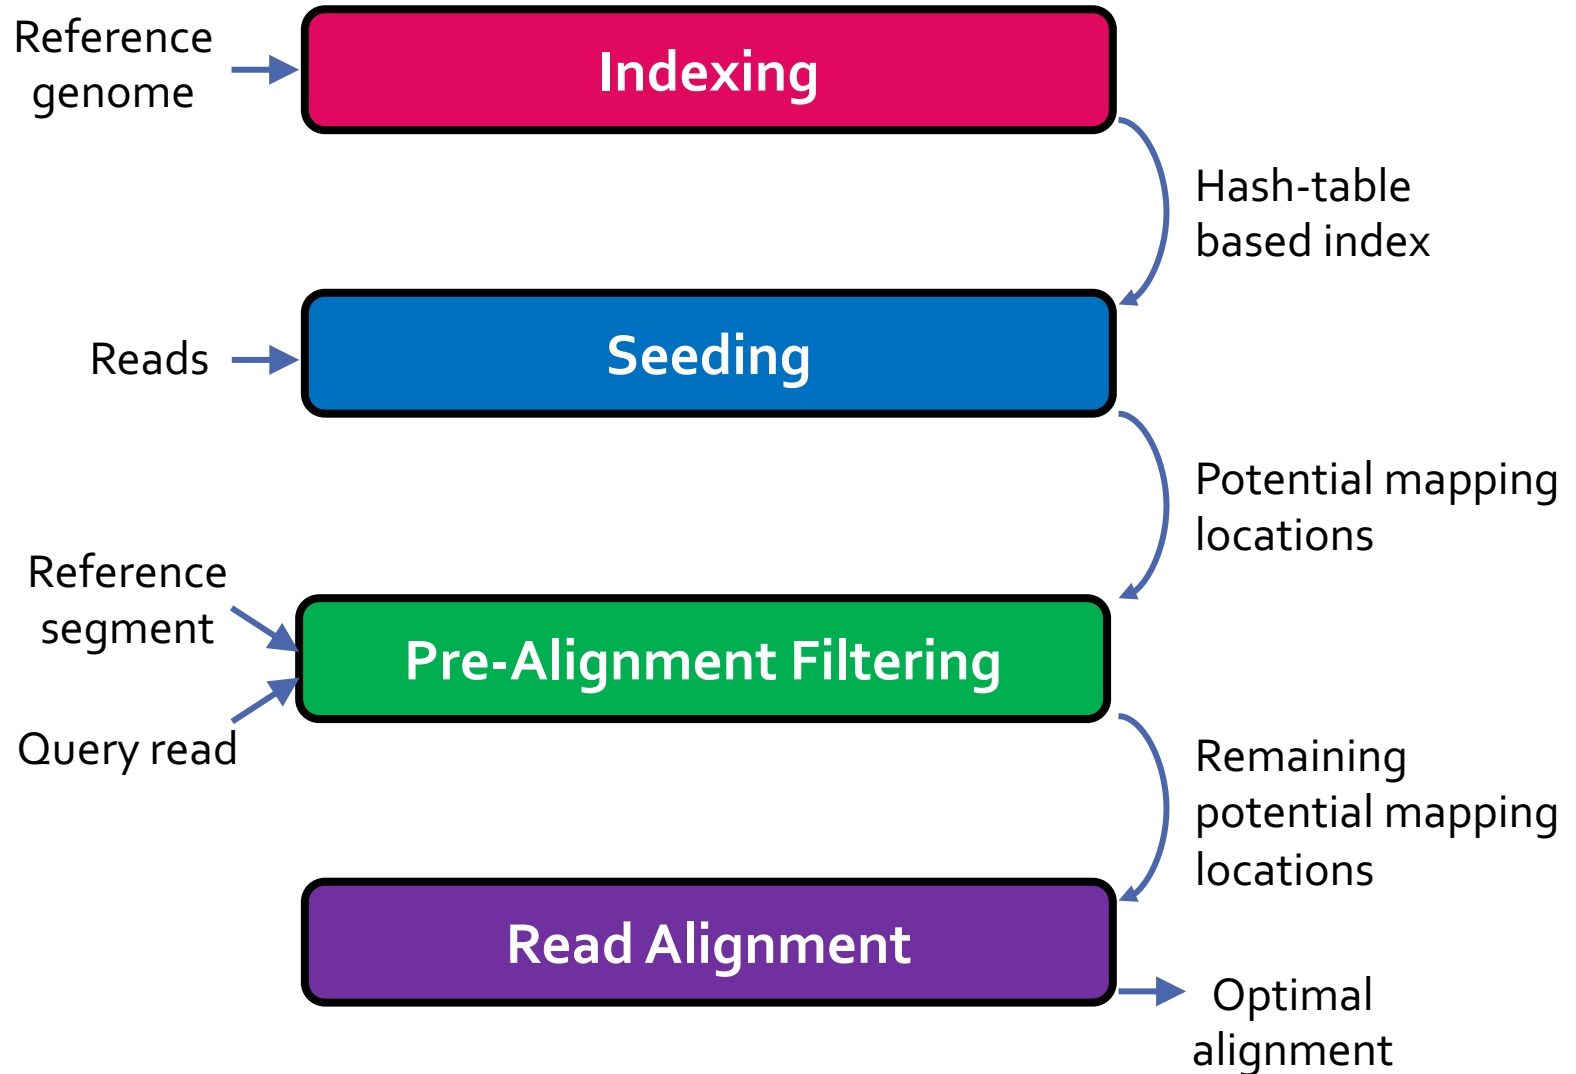 Reference
genome
Indexing
Hash-table
based index
Reads
Seeding
Potential mapping
locations
Reference
segment
Pre-Alignment Filtering
Query read
Remaining
potential mapping
locations
Read Alignment
Optimal
alignment